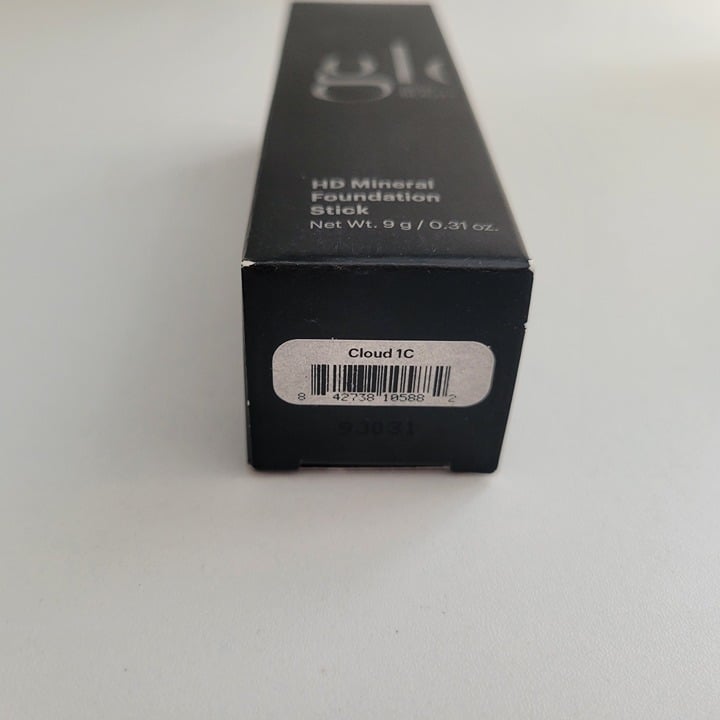 HD Mineral
Foundation
Stick
Net Wt. 9 g / 0.31 oz.
Cloud 1C
8 42738 10588 2